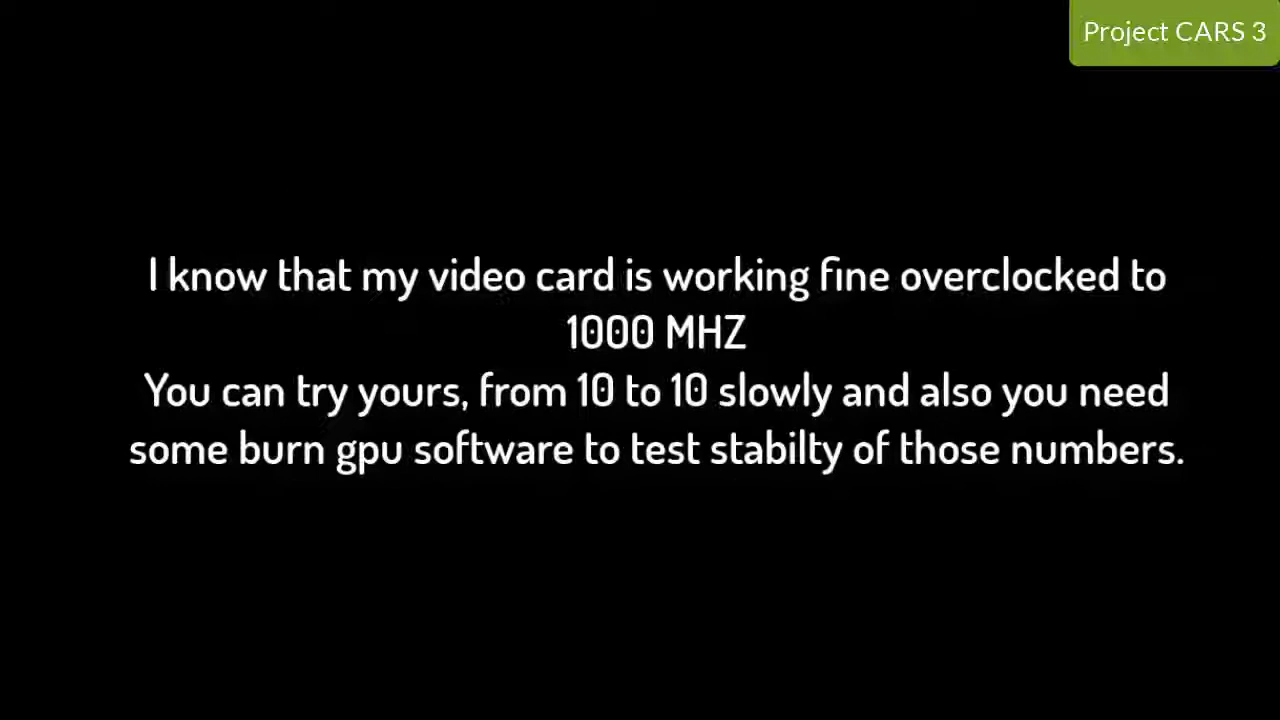 Project CARS 3
I know that my video card is working fine overclocked to
1000 MHZ
You can try yours, from 10 to 10 slowly and also you need
some burn gpu software to test stabilty of those numbers.